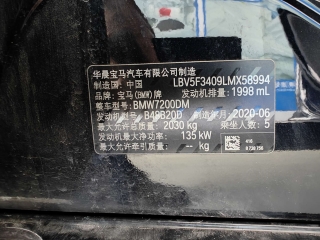 华晨宝马汽车有限公司制造
制造国: 中国 LBV5F3409LMX58994
品牌: 宝马(BMW)牌 发动机排量: 1998 mL
整车型号: BMW7200DM
发动机型号: B48B20D 制造年月: 2020-06
最大允许总质量: 2030 kg 乘坐人数: 5
发动机最大净功率: 135 kW
最大允许牵引质量: -- kg